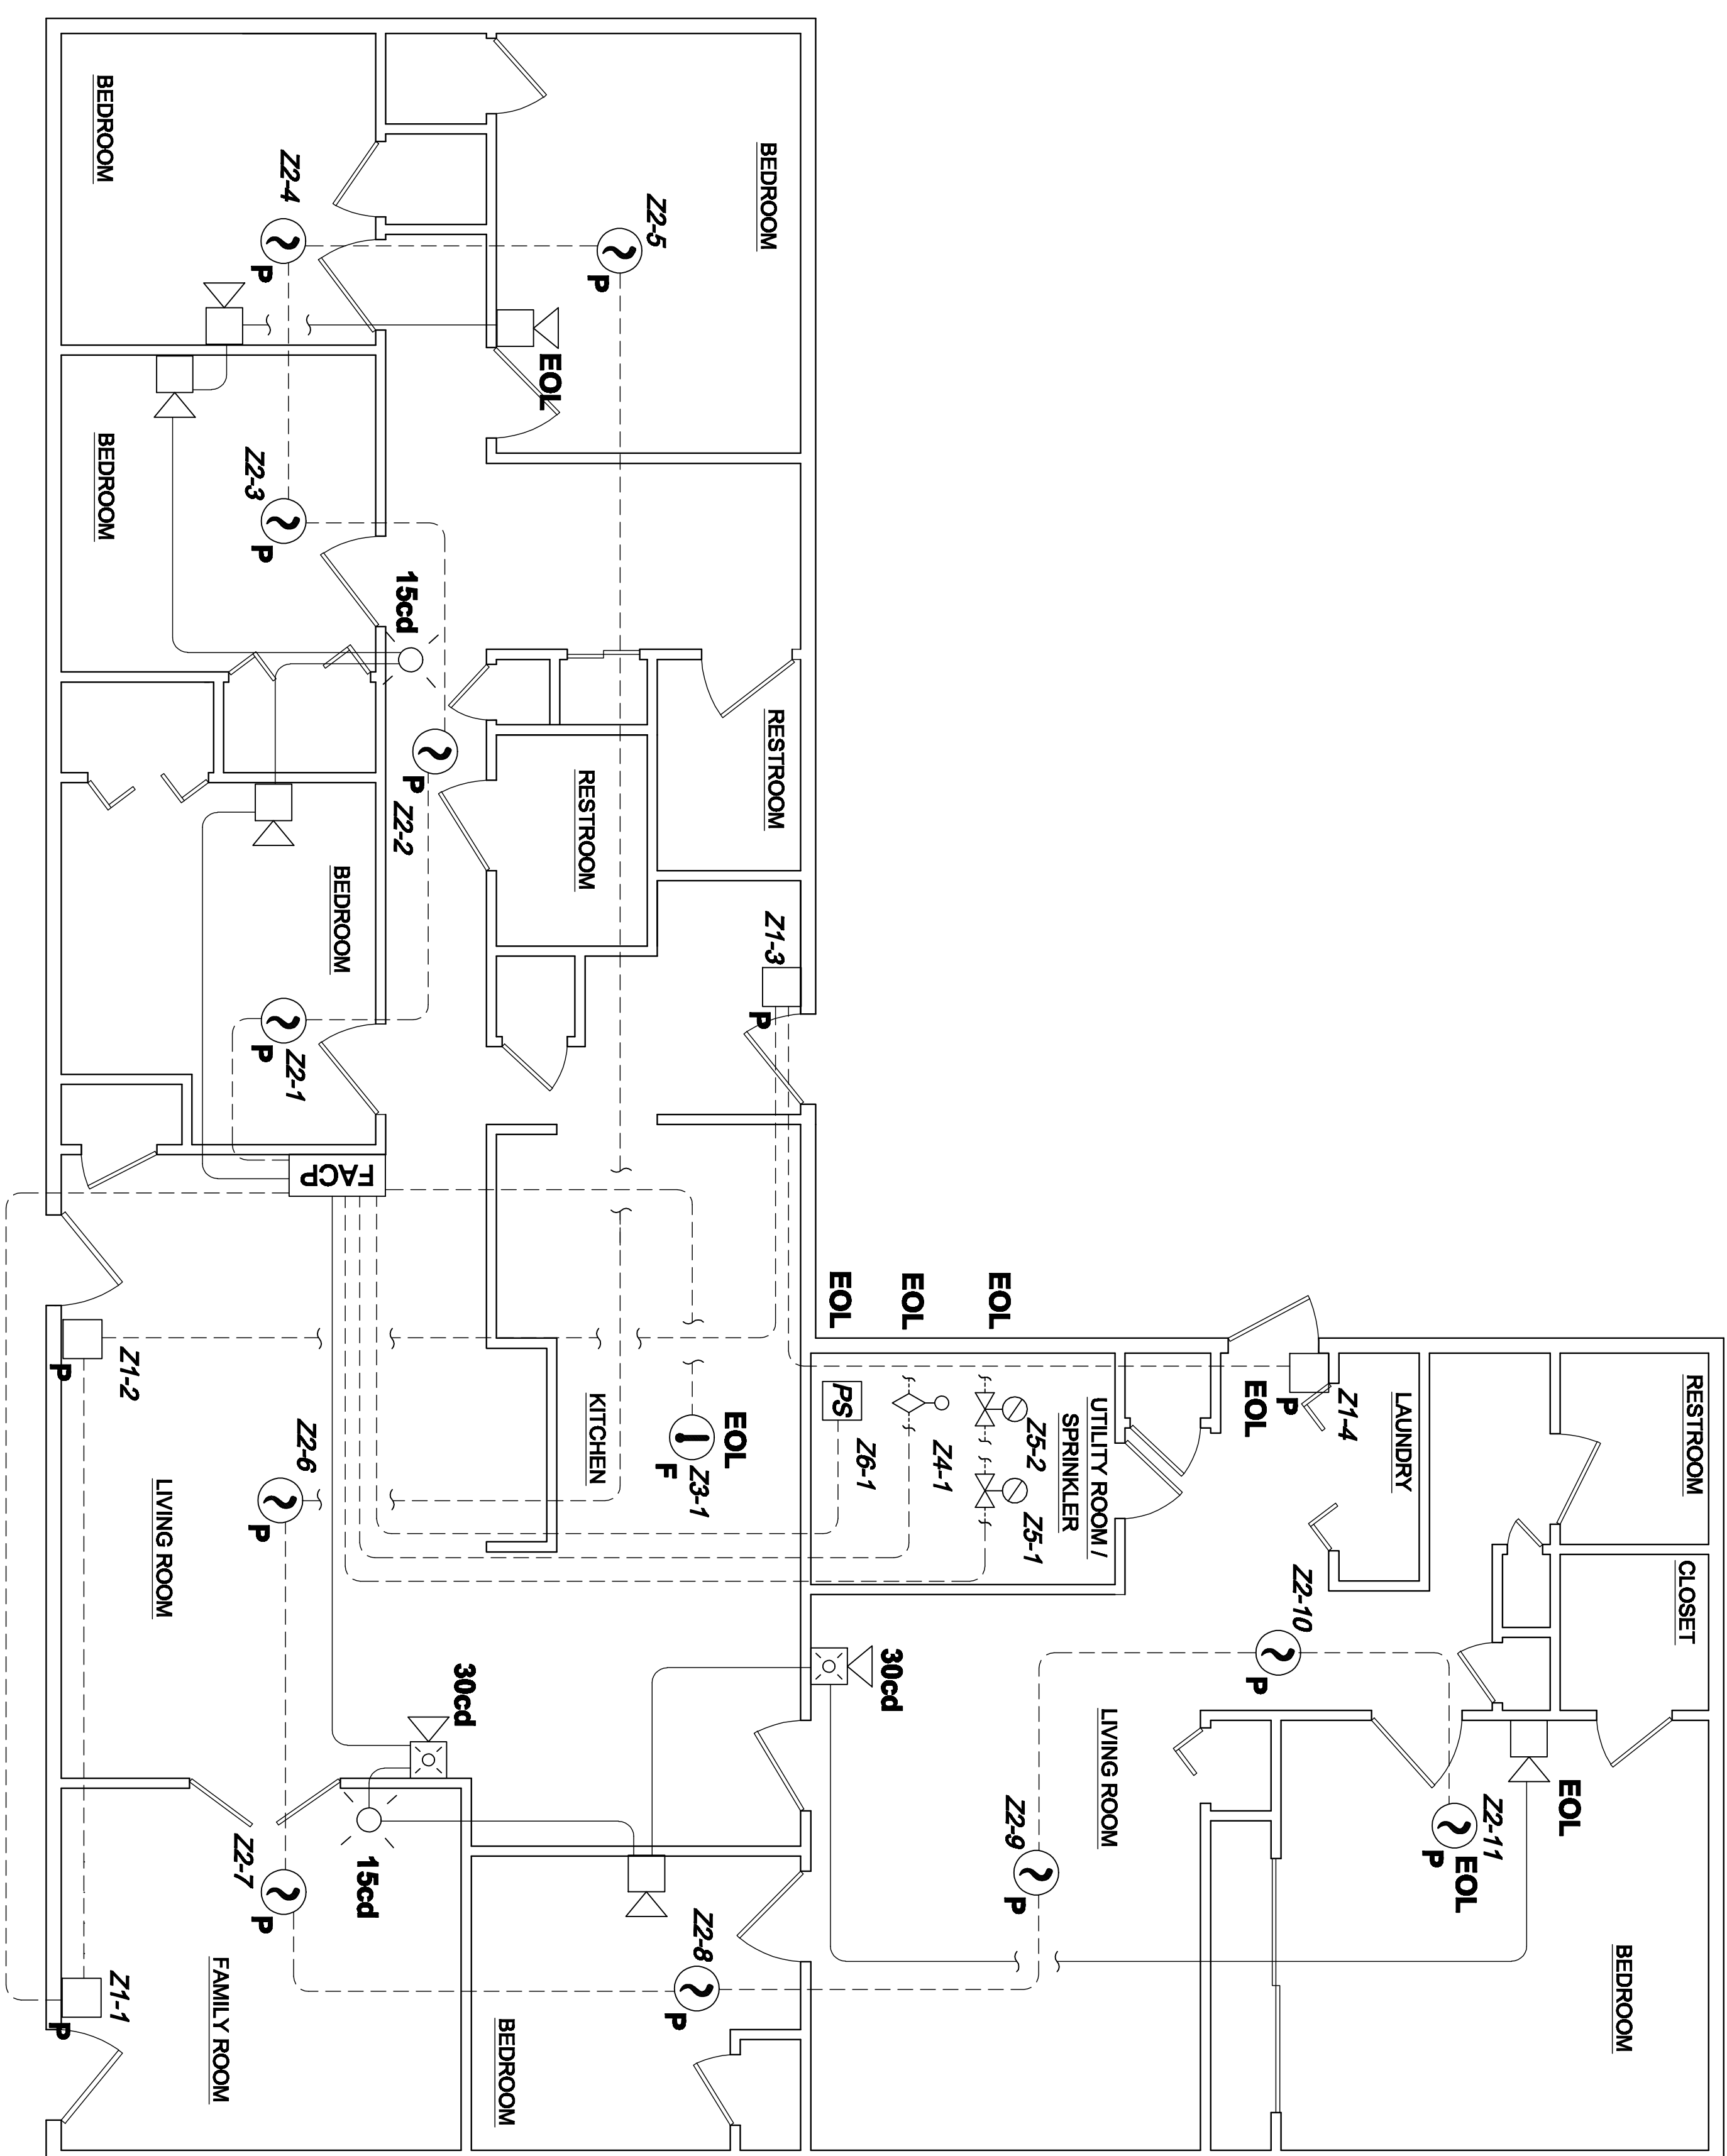 BEDROOM
BEDROOM
Z2-4
P
Z2-5
P
EOL
BEDROOM
Z2-3
P
15cd
RESTROOM
RESTROOM
P
Z2-2
BEDROOM
Z2-1
P
Z1-3
P
FACP
Z1-2
P
Z2-6
P
LIVING ROOM
KITCHEN
EOL
Z3-1
F
EOL
EOL
EOL
PS
Z6-1
Z4-1
Z5-2
Z5-1
UTILITY ROOM /
SPRINKLER
Z1-4
P
EOL
LAUNDRY
RESTROOM
CLOSET
Z2-10
P
30cd
30cd
LIVING ROOM
Z2-9
P
EOL
Z2-11
P
EOL
BEDROOM
15cd
Z2-7
P
Z2-8
P
FAMILY ROOM
BEDROOM
Z1-1
P